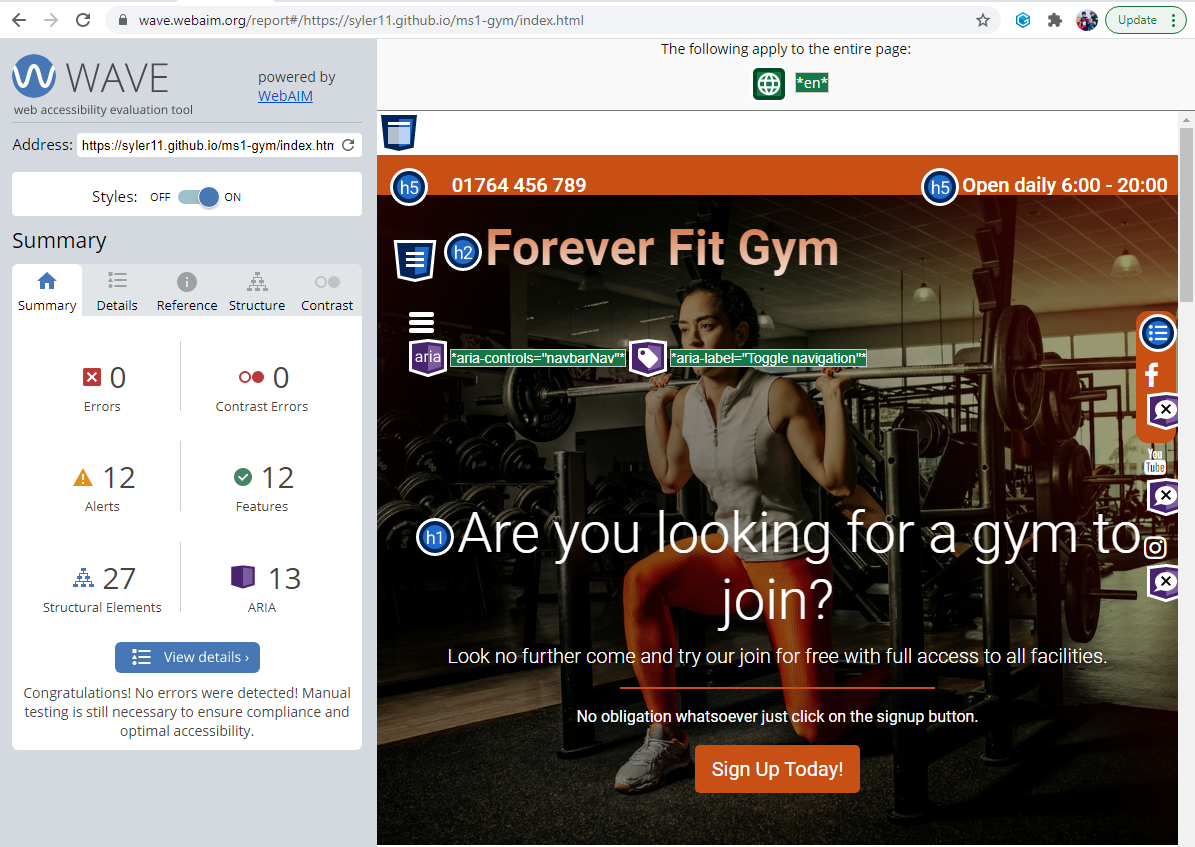 wave.webaim.org/report#/https://syler11.github.io/ms1-gym/index.html
Update
WAVE
web accessibility evaluation tool
powered by
WebAIM
Address: https://syler11.github.io/ms1-gym/index.htm
Styles: OFF ON
Summary
Summary Details Reference Structure Contrast
0 0
Errors Contrast Errors
12 12
Alerts Features
27 13
Structural Elements ARIA
View details ›
Congratulations! No errors were detected! Manual
testing is still necessary to ensure compliance and
optimal accessibility.
The following apply to the entire page:
*en*
h5 01764 456 789 h5 Open daily 6:00 - 20:00
h2 Forever Fit Gym
aria *aria-controls="navbarNav"* *aria-label="Toggle navigation"*
You
Tube
h1 Are you looking for a gym to
join?
Look no further come and try our join for free with full access to all facilities.
No obligation whatsoever just click on the signup button.
Sign Up Today!